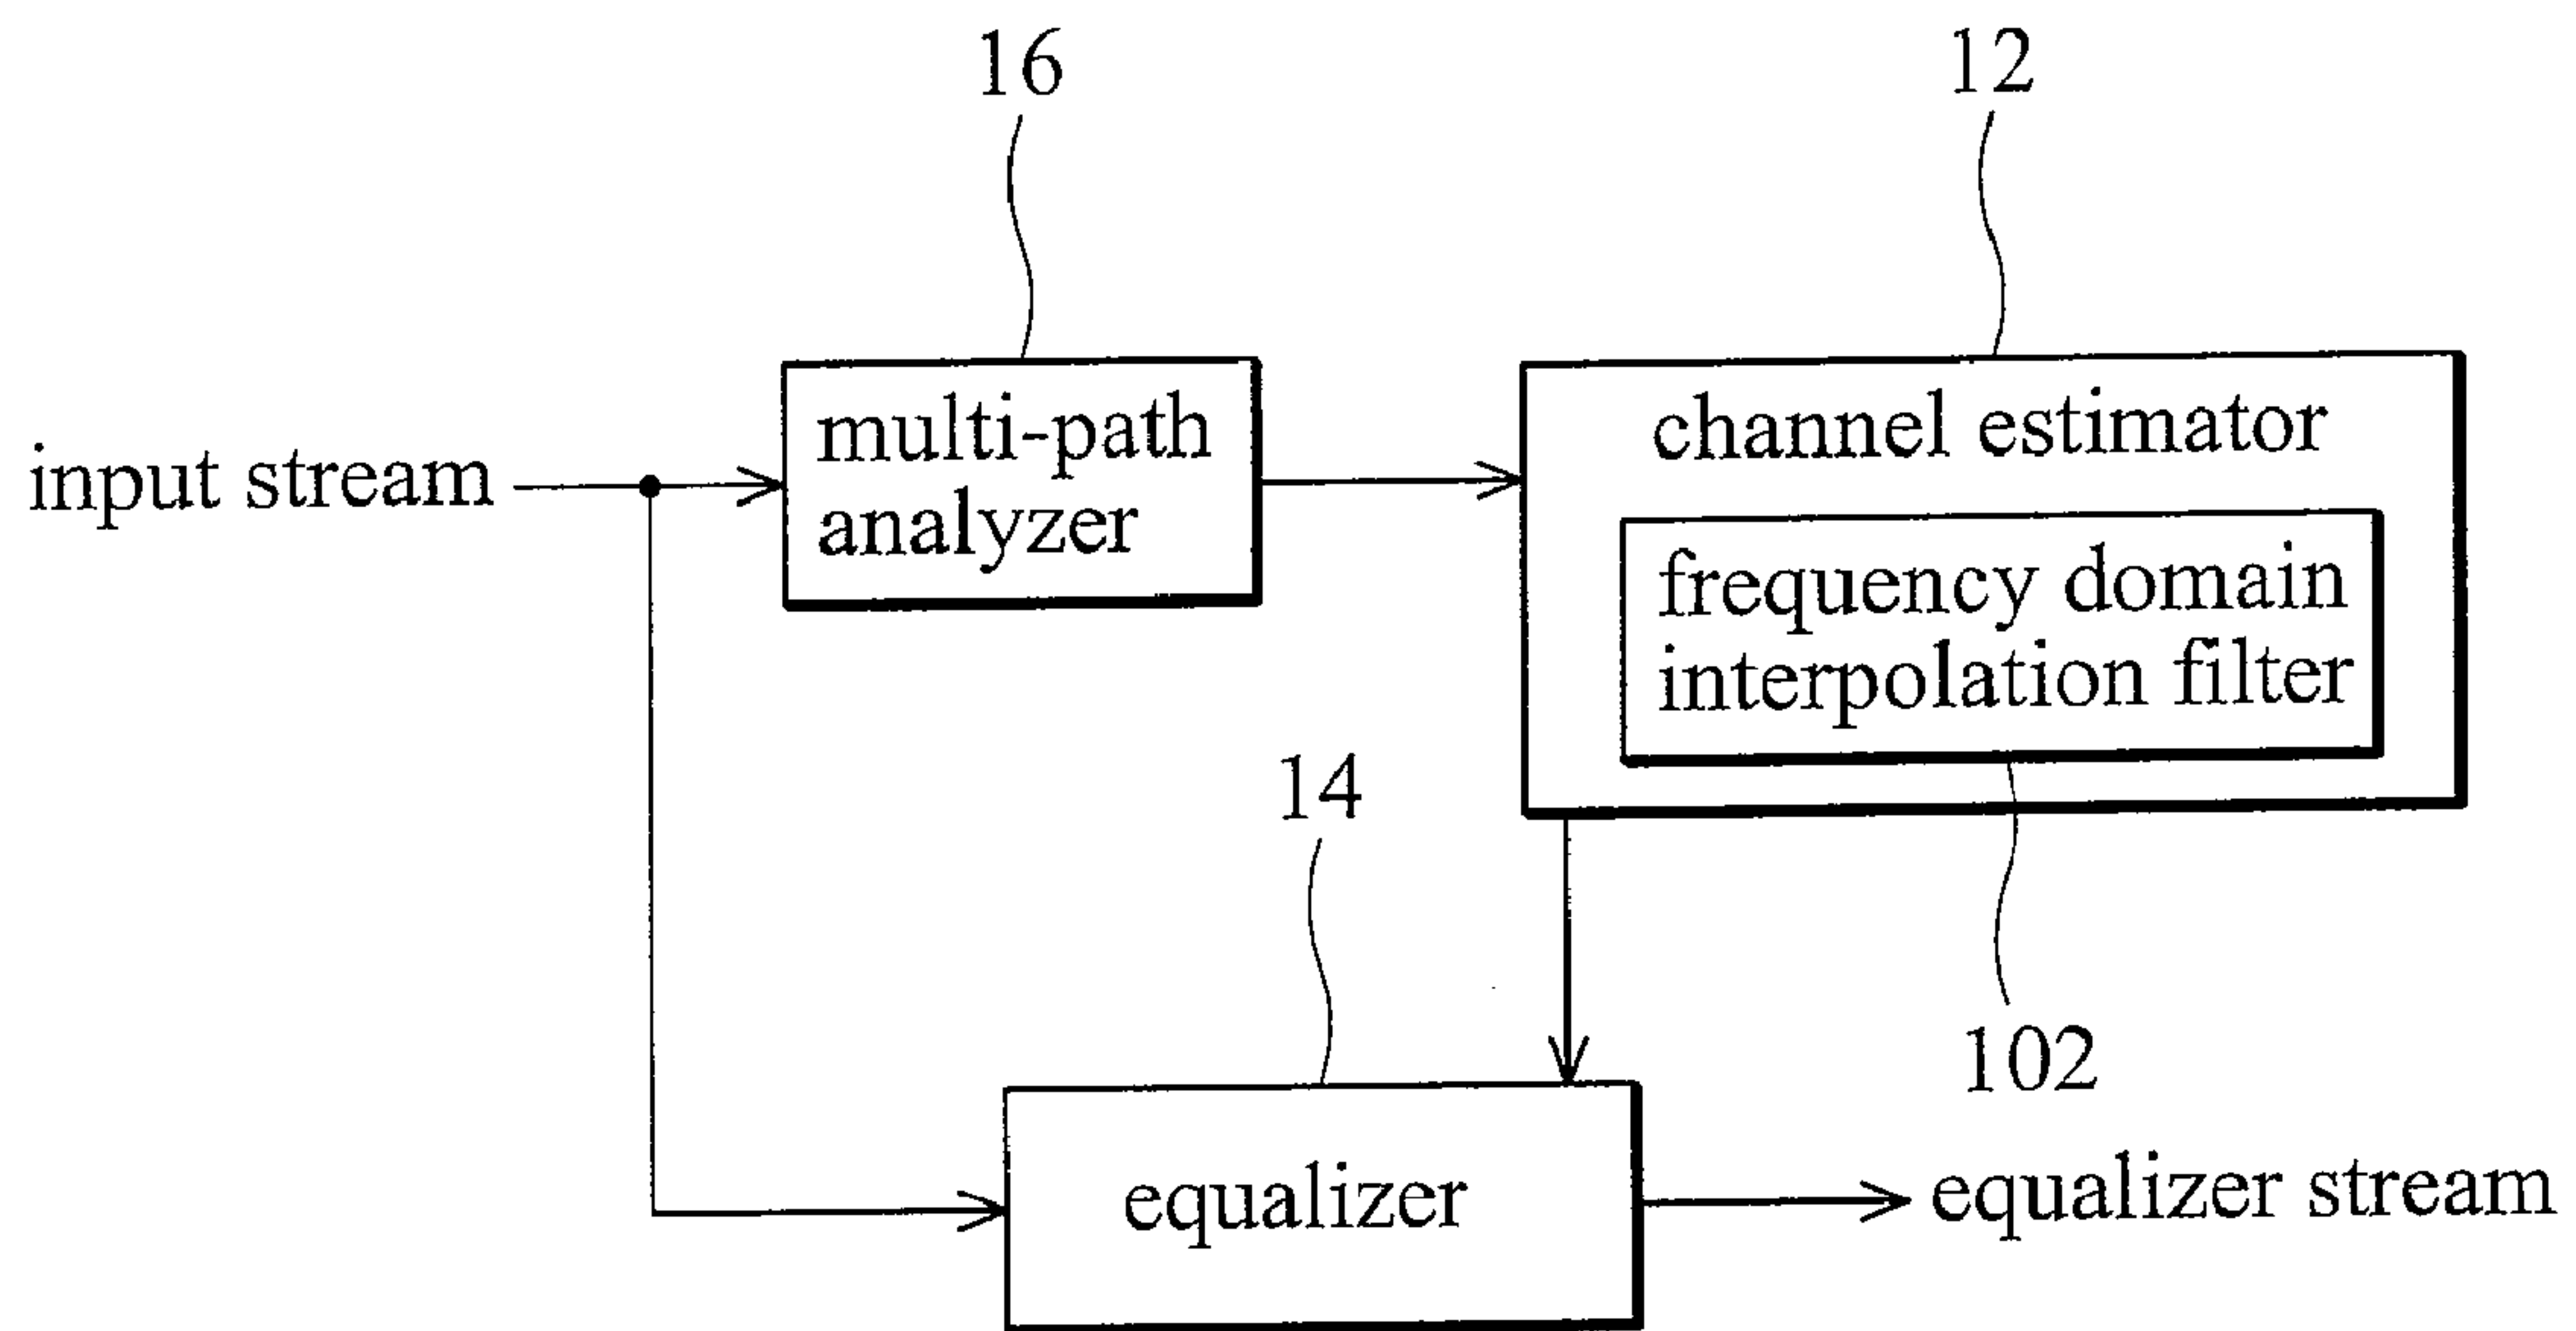 16
12
input stream
multi-path
analyzer
channel estimator
frequency domain
interpolation filter
14
102
equalizer
equalizer stream